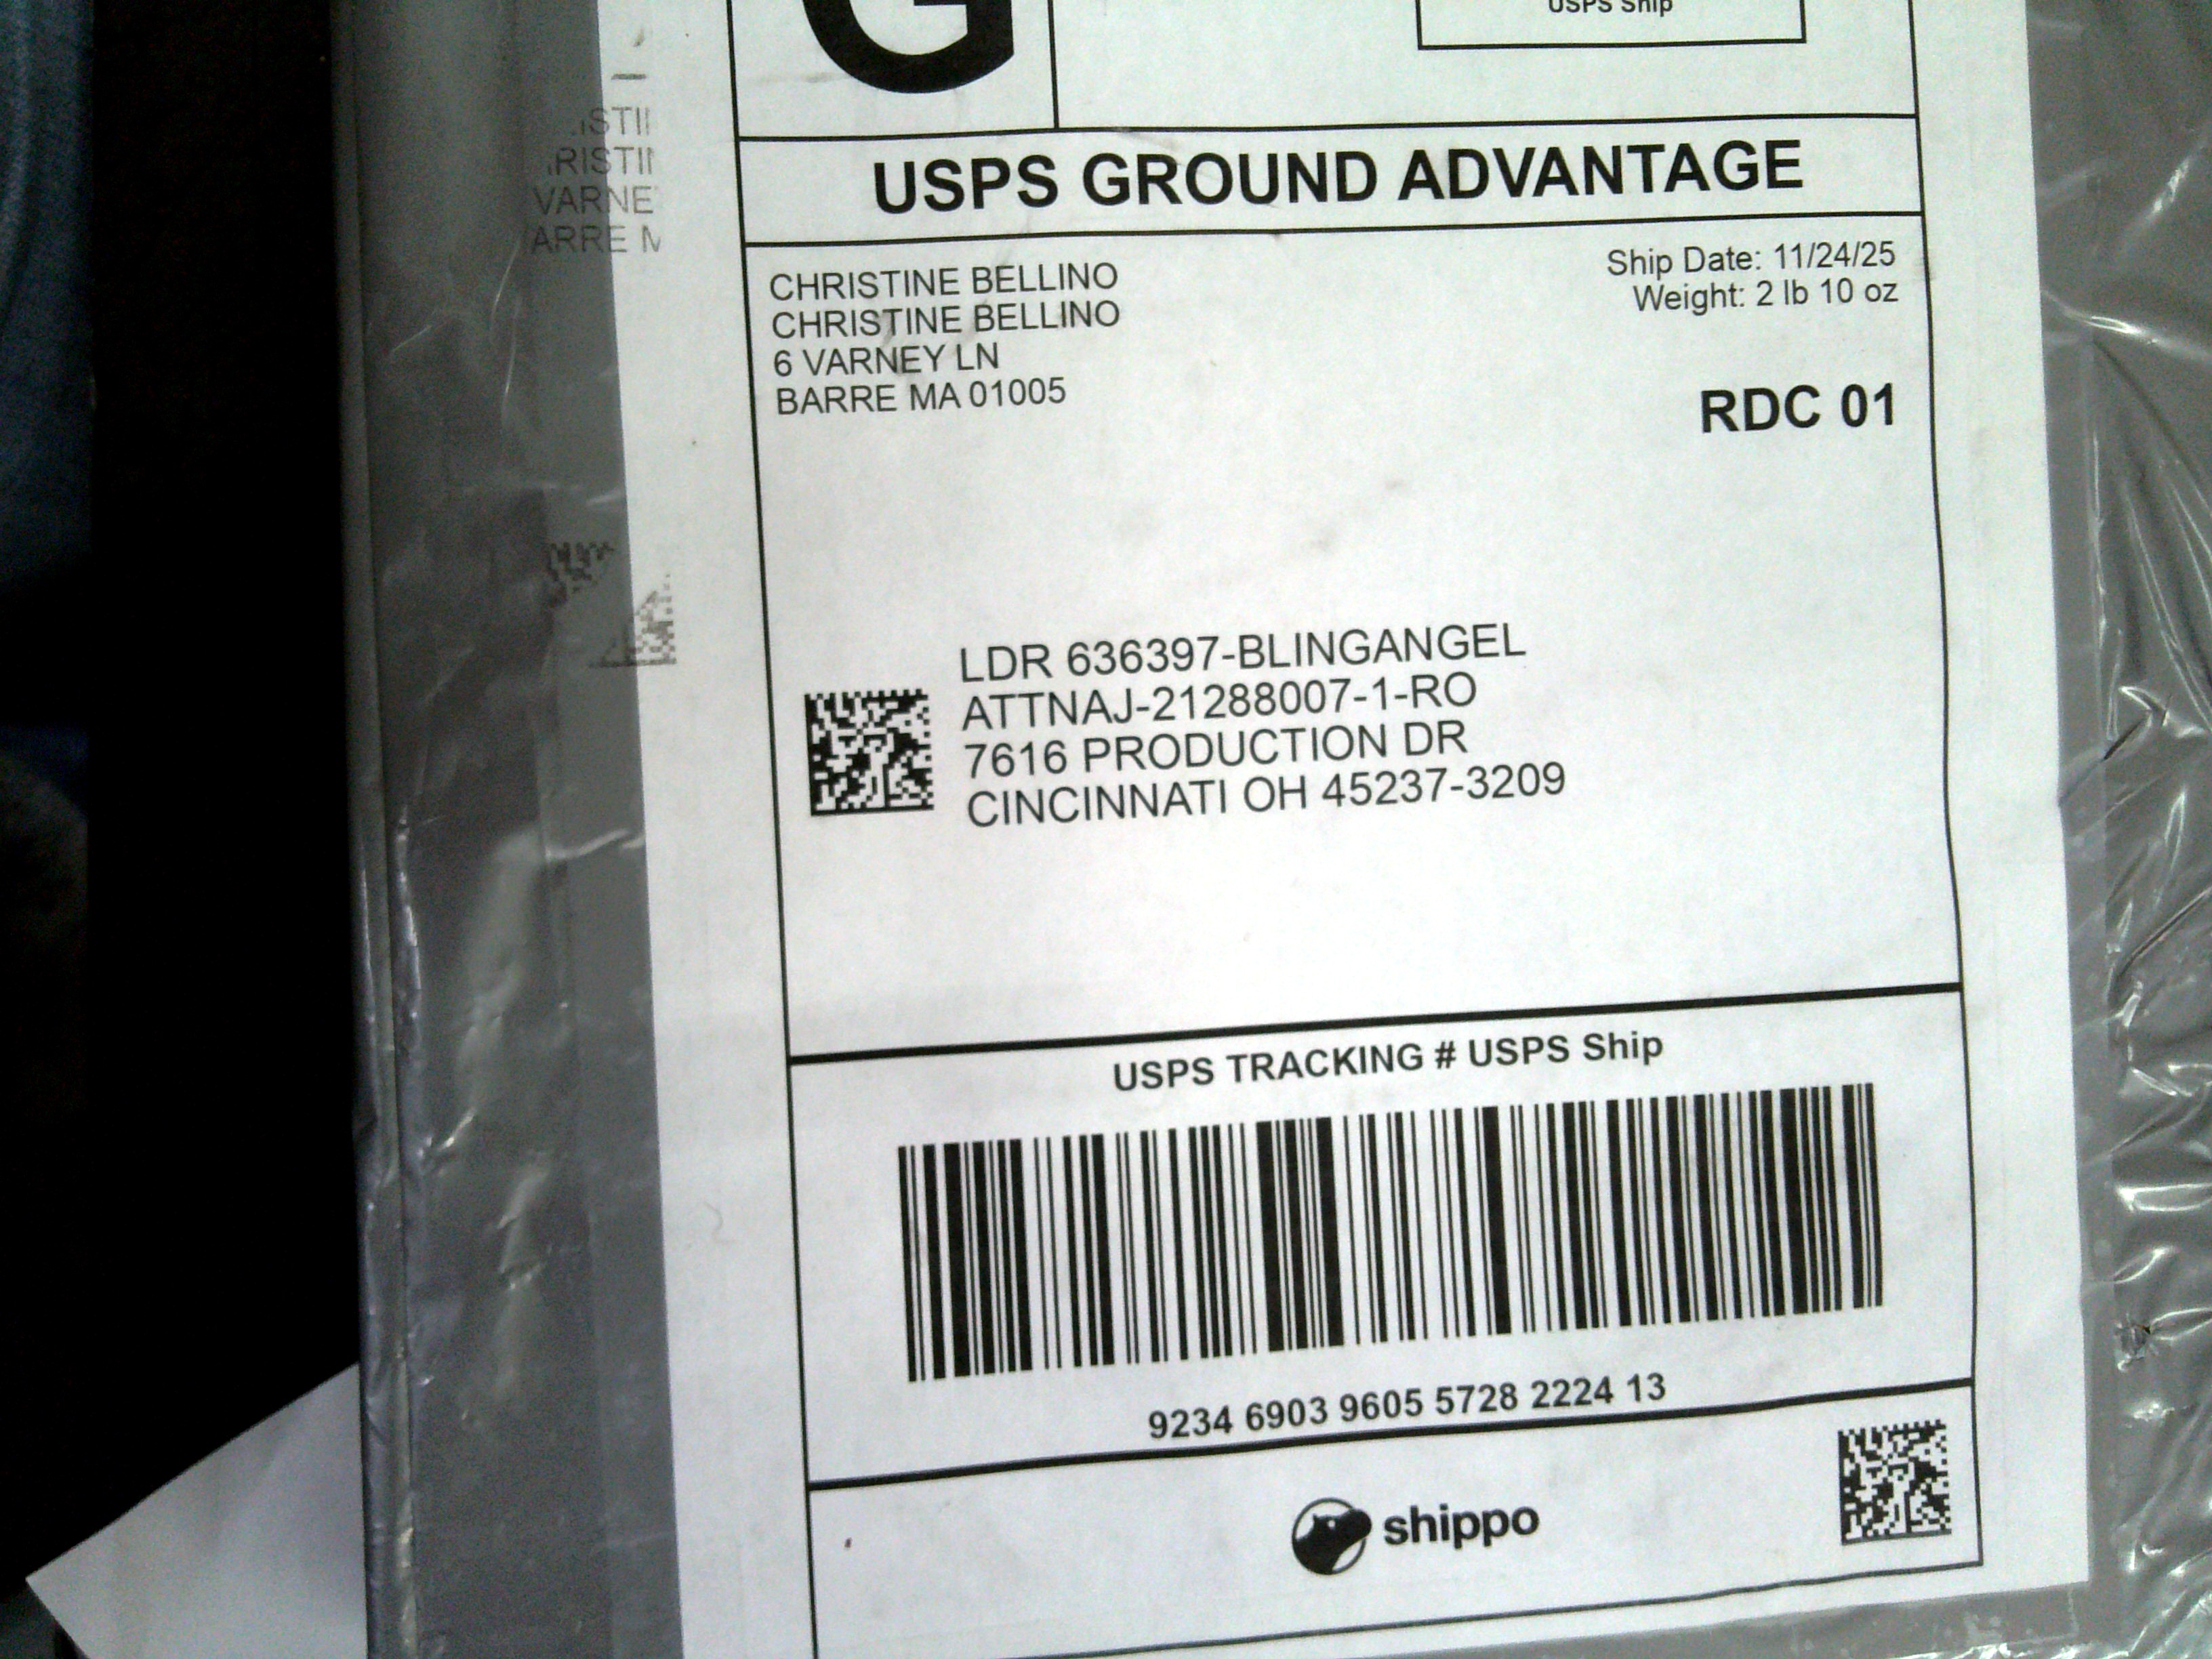 G
USPS Ship
USPS GROUND ADVANTAGE
CHRISTINE BELLINO
CHRISTINE BELLINO
6 VARNEY LN
BARRE MA 01005
Ship Date: 11/24/25
Weight: 2 lb 10 oz
RDC 01
LDR 636397-BLINGANGEL
ATTNAJ-21288007-1-RO
7616 PRODUCTION DR
CINCINNATI OH 45237-3209
USPS TRACKING # USPS Ship
9234 6903 9605 5728 2224 13
shippo